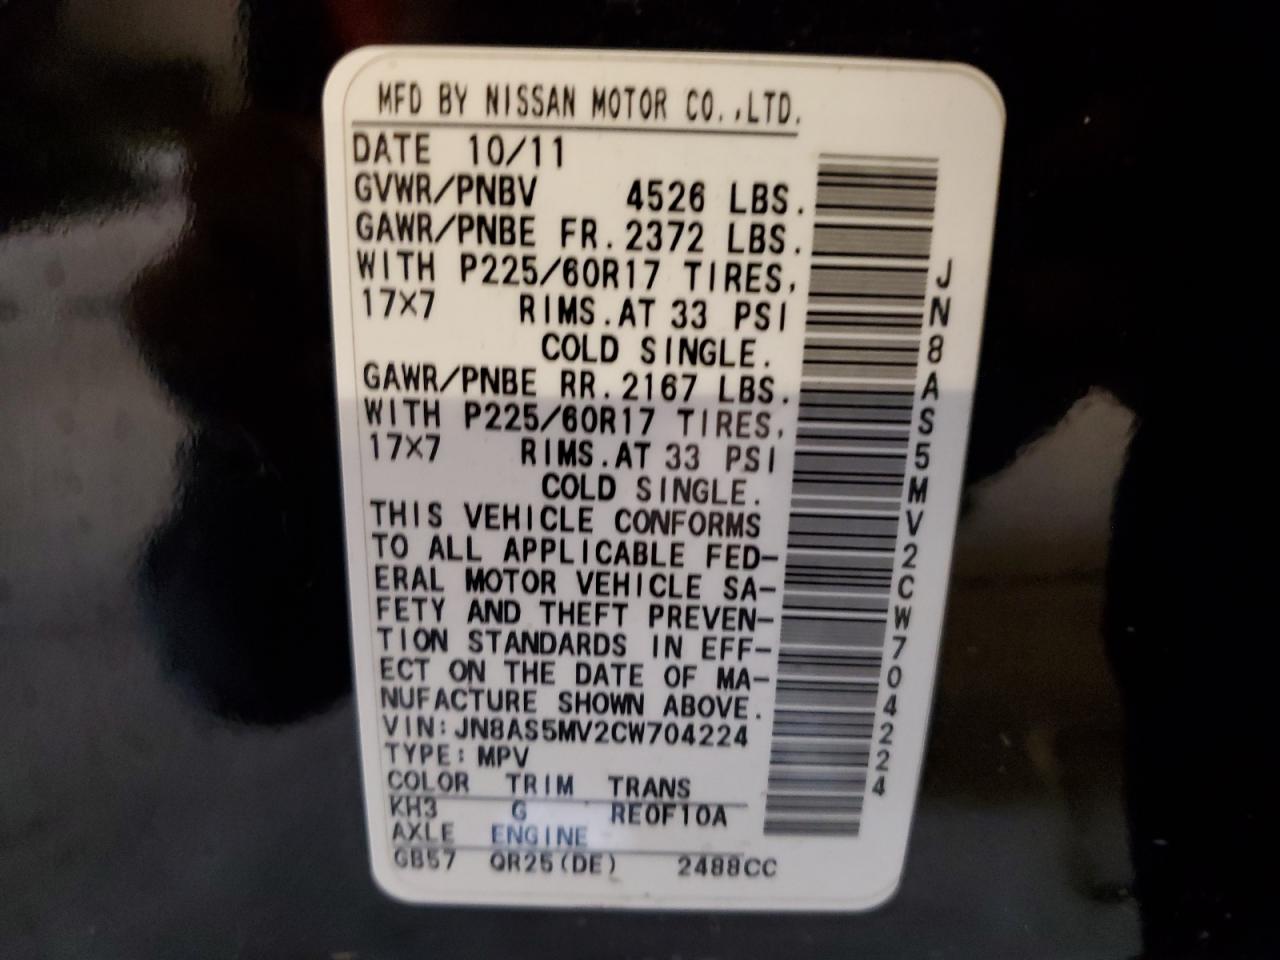 MFD BY NISSAN MOTOR CO.,LTD.
DATE 10/11
GVWR/PNBV 4526 LBS.
GAWR/PNBE FR. 2372 LBS.
WITH P225/60R17 TIRES,
17X7 RIMS.AT 33 PSI
COLD SINGLE.
GAWR/PNBE RR. 2167 LBS.
WITH P225/60R17 TIRES,
17X7 RIMS.AT 33 PSI
COLD SINGLE.
THIS VEHICLE CONFORMS
TO ALL APPLICABLE FED-
ERAL MOTOR VEHICLE SA-
FETY AND THEFT PREVEN-
TION STANDARDS IN EFF-
ECT ON THE DATE OF MA-
NUFACTURE SHOWN ABOVE.
VIN:JN8AS5MV2CW704224
TYPE:MPV
COLOR TRIM TRANS
KH3 G RE0F10A
AXLE ENGINE
GB57 QR25(DE) 2488CC
JN8AS5MV2CW704224